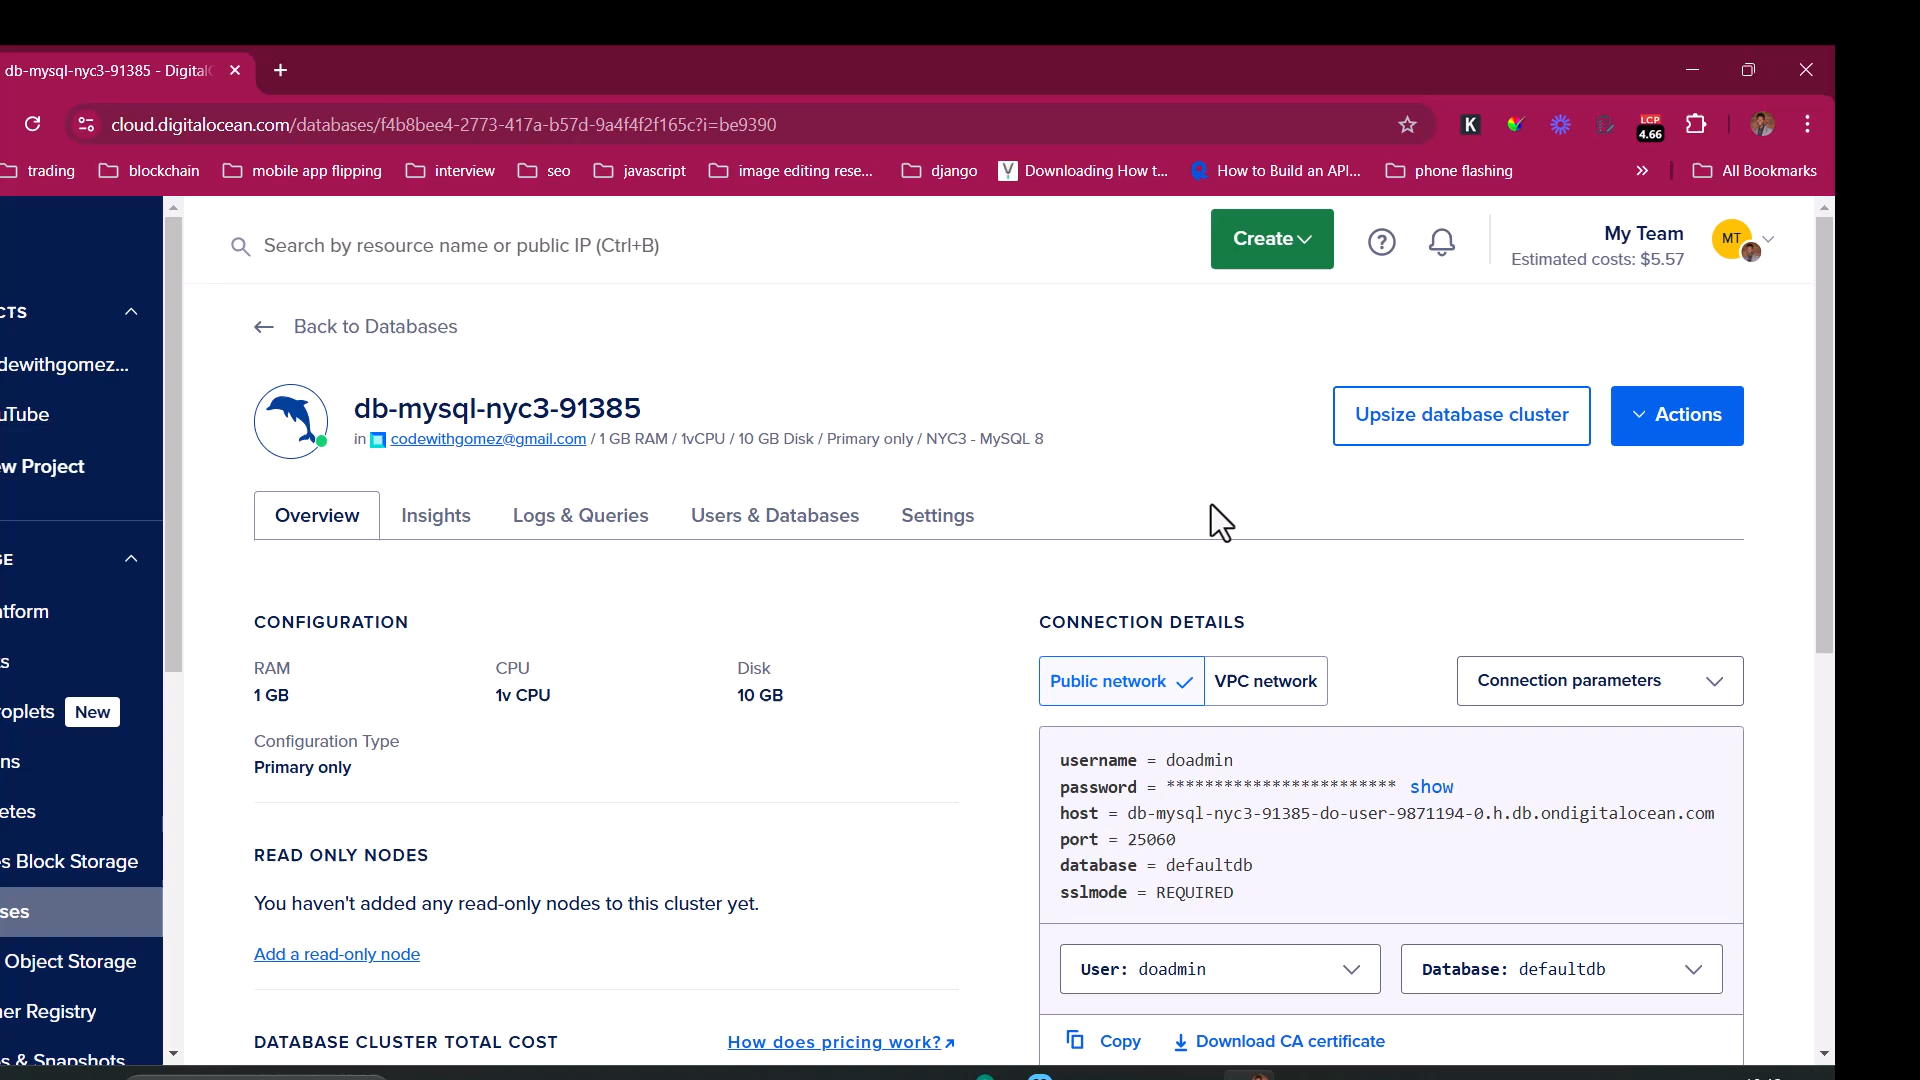 db-mysql-nyc3-91385 - Digital
cloud.digitalocean.com/databases/f4b8bee4-2773-417a-b57d-9a4f4f2f165c?i=be9390
K
LCP
4.66
trading
blockchain
mobile app flipping
interview
seo
javascript
image editing rese...
django
Downloading How t...
How to Build an API...
phone flashing
»
All Bookmarks
Search by resource name or public IP (Ctrl+B)
Create
My Team
Estimated costs: $5.57
MT
CTS
dewithgomez...
uTube
ew Project
GE
atform
ts
roplets
New
ns
etes
s Block Storage
ses
Object Storage
ner Registry
s & Snapshots
Back to Databases
db-mysql-nyc3-91385
in codewithgomez@gmail.com / 1 GB RAM / 1vCPU / 10 GB Disk / Primary only / NYC3 - MySQL 8
Upsize database cluster
Actions
Overview
Insights
Logs & Queries
Users & Databases
Settings
CONFIGURATION
RAM
1 GB
CPU
1v CPU
Disk
10 GB
Configuration Type
Primary only
READ ONLY NODES
You haven't added any read-only nodes to this cluster yet.
Add a read-only node
DATABASE CLUSTER TOTAL COST
How does pricing work?
CONNECTION DETAILS
Public network
VPC network
Connection parameters
username = doadmin
password = ************************ show
host = db-mysql-nyc3-91385-do-user-9871194-0.h.db.ondigitalocean.com
port = 25060
database = defaultdb
sslmode = REQUIRED
User: doadmin
Database: defaultdb
Copy
Download CA certificate